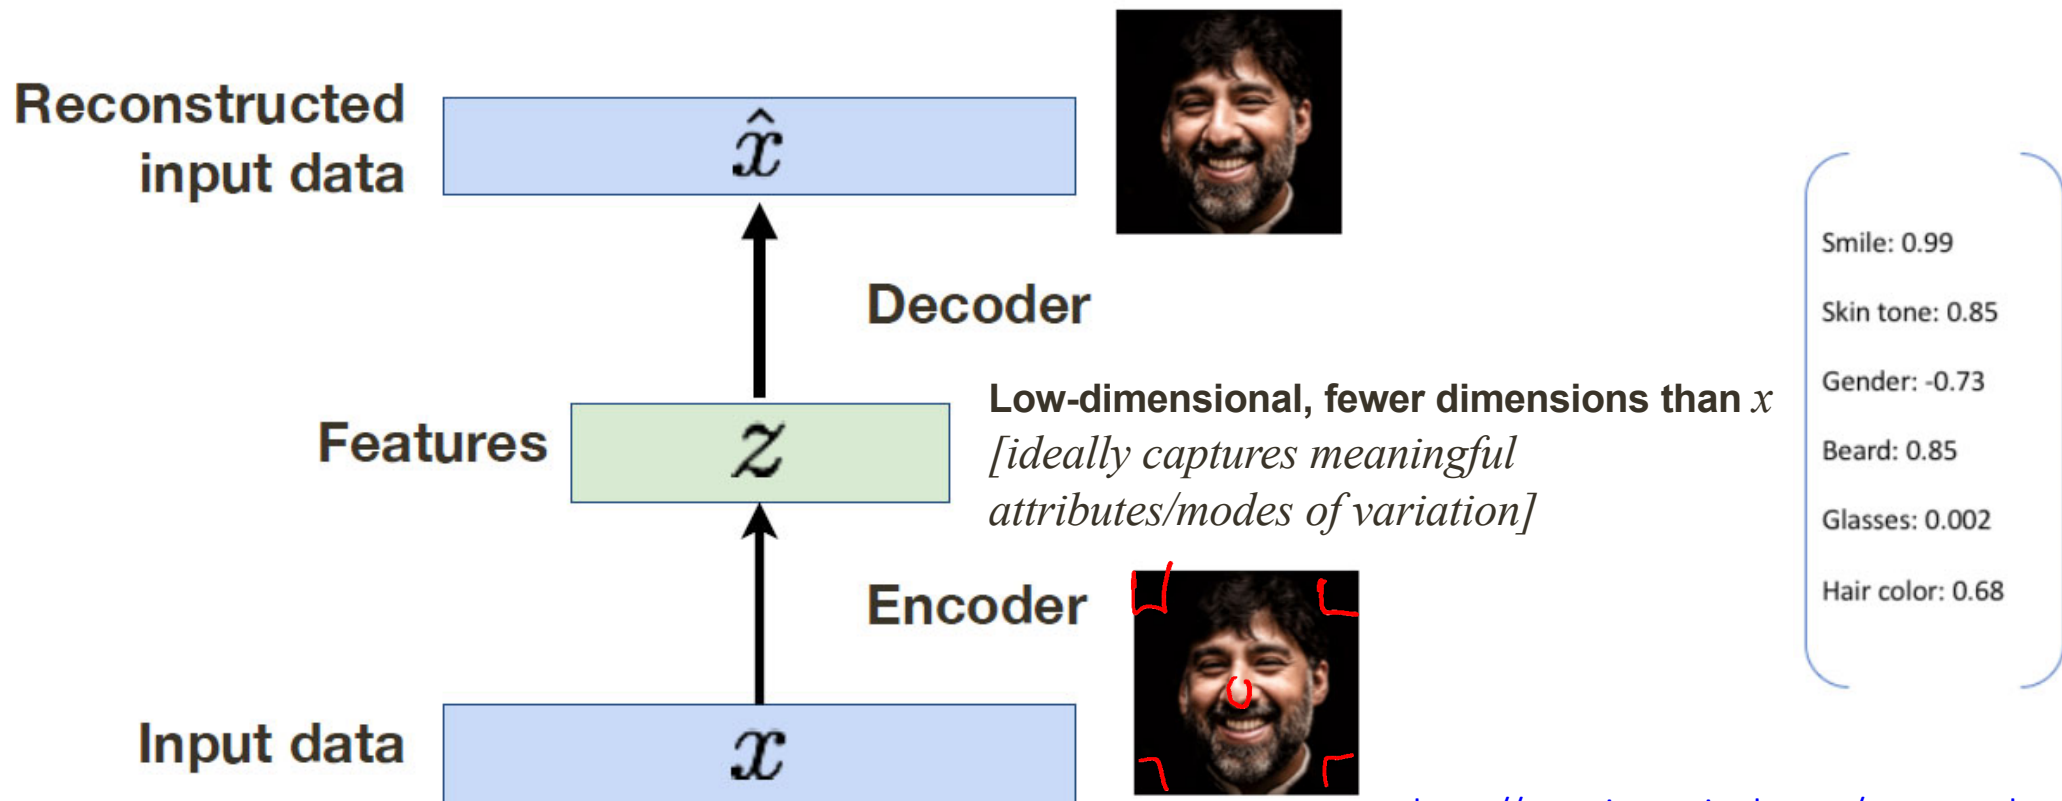 Reconstructed
input data
x̂
Decoder
Features
z
Low-dimensional, fewer dimensions than x
[ideally captures meaningful
attributes/modes of variation]
Encoder
Input data
x
Smile: 0.99
Skin tone: 0.85
Gender: -0.73
Beard: 0.85
Glasses: 0.002
Hair color: 0.68